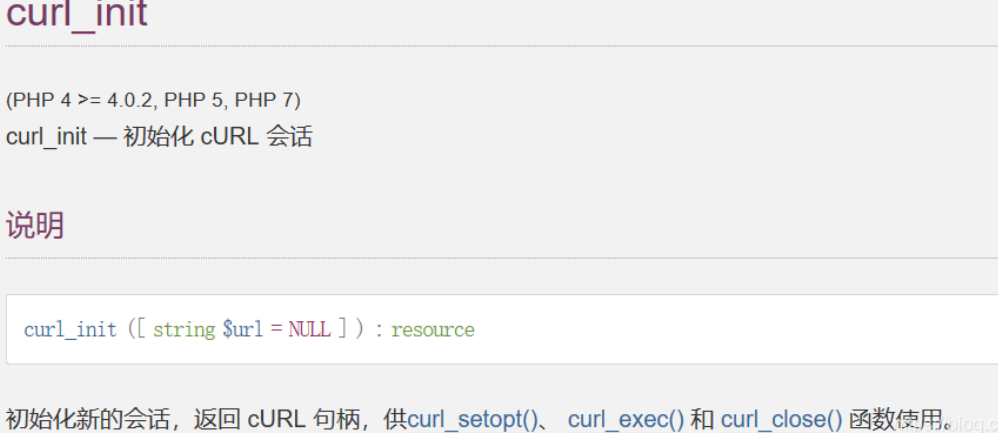 curl_init
(PHP 4 >= 4.0.2, PHP 5, PHP 7)
curl_init — 初始化 cURL 会话
说明
curl_init ([ string $url = NULL ] ) : resource
初始化新的会话，返回 cURL 句柄，供curl_setopt()、 curl_exec() 和 curl_close() 函数使用。